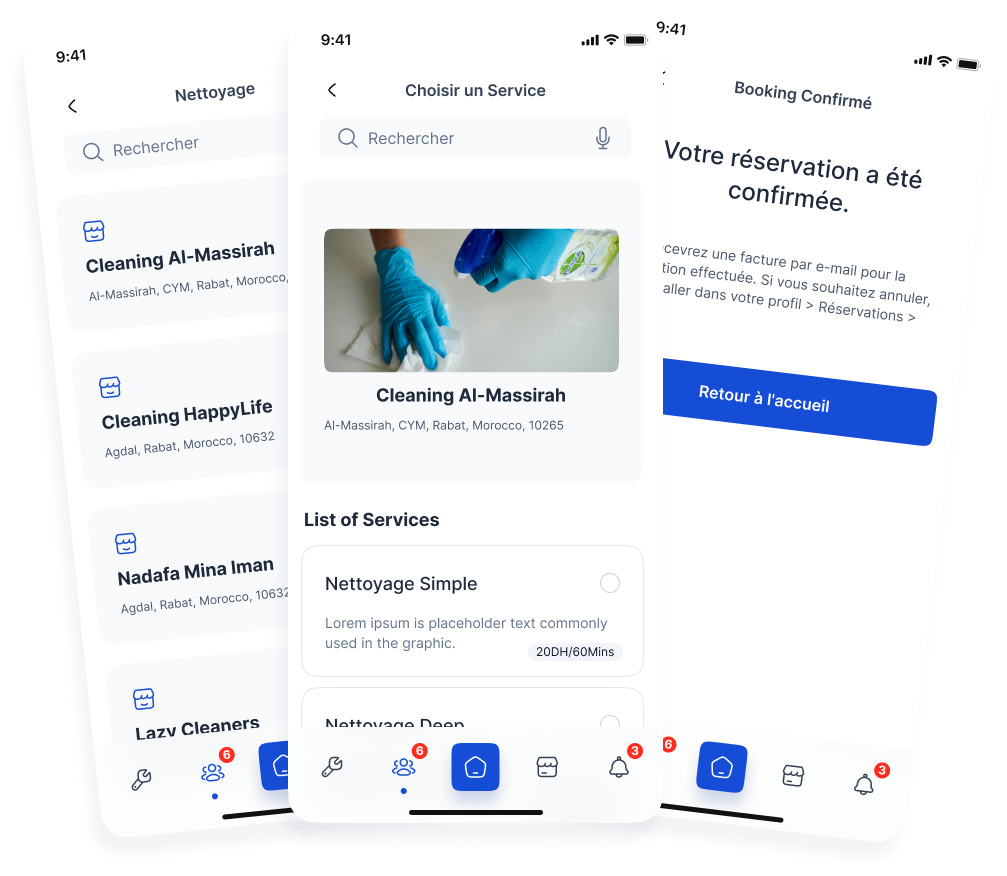 9:41
Nettoyage
Rechercher
Cleaning Al-Massirah
Al-Massirah, CYM, Rabat, Morocco,
Cleaning HappyLife
Agdal, Rabat, Morocco, 10632
Nadafa Mina Iman
Agdal, Rabat, Morocco, 10632
Lazy Cleaners
6
9:41
Choisir un Service
Rechercher
Cleaning Al-Massirah
Al-Massirah, CYM, Rabat, Morocco, 10265
List of Services
Nettoyage Simple
Lorem ipsum is placeholder text commonly
used in the graphic.
20DH/60Mins
Nettoyage Deep
6
3
9:41
Booking Confirmé
Votre réservation a été
confirmée.
cevrez une facture par e-mail pour la
tion effectuée. Si vous souhaitez annuler,
aller dans votre profil > Réservations >
Retour à l'accueil
6
3